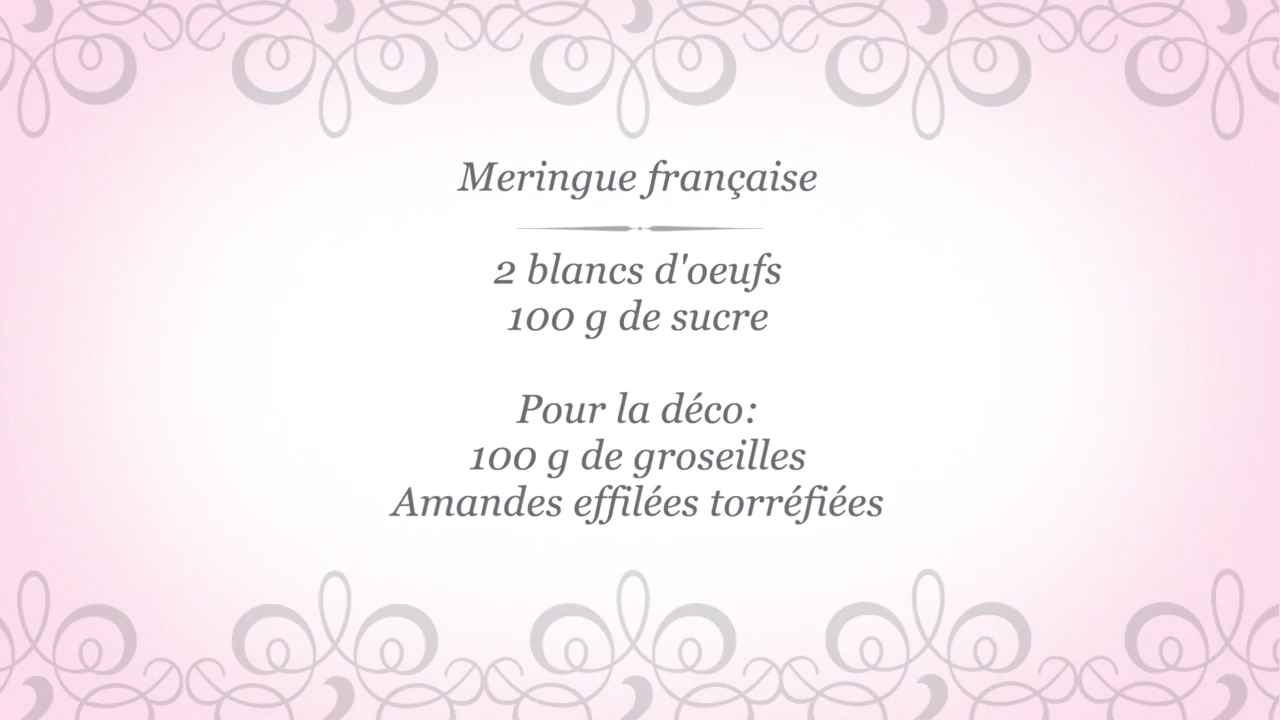 Meringue française
2 blancs d'oeufs
100 g de sucre
Pour la déco:
100 g de groseilles
Amandes effilées torréfiées